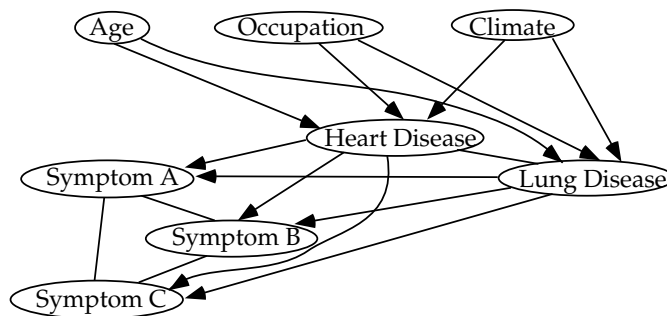 Age
Occupation
Climate
Heart Disease
Symptom A
Lung Disease
Symptom B
Symptom C